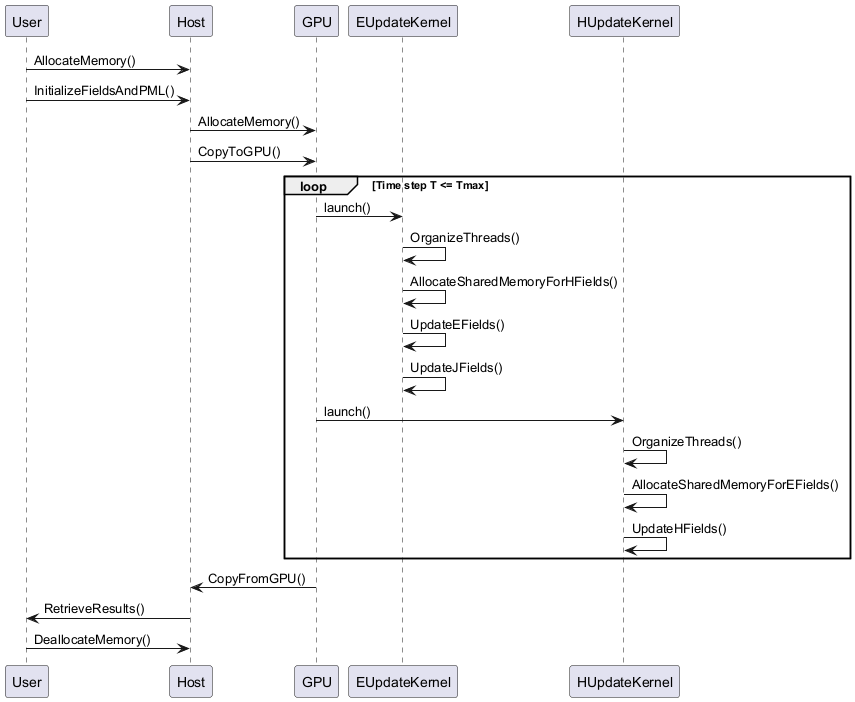 User Host GPU EUpdateKernel HUpdateKernel
AllocateMemory()
InitializeFieldsAndPML()
AllocateMemory()
CopyToGPU()
loop [Time step T <= Tmax]
launch()
OrganizeThreads()
AllocateSharedMemoryForHFields()
UpdateEFields()
UpdateJFields()
launch()
OrganizeThreads()
AllocateSharedMemoryForEFields()
UpdateHFields()
CopyFromGPU()
RetrieveResults()
DeallocateMemory()
User Host GPU EUpdateKernel HUpdateKernel